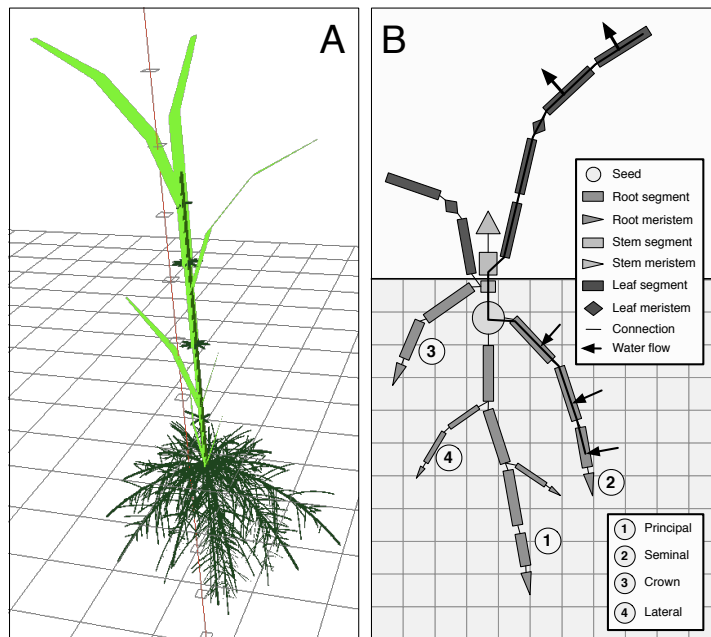 A
B
Seed
Root segment
Root meristem
Stem segment
Stem meristem
Leaf segment
Leaf meristem
Connection
Water flow
3
4
2
1
1 Principal
2 Seminal
3 Crown
4 Lateral